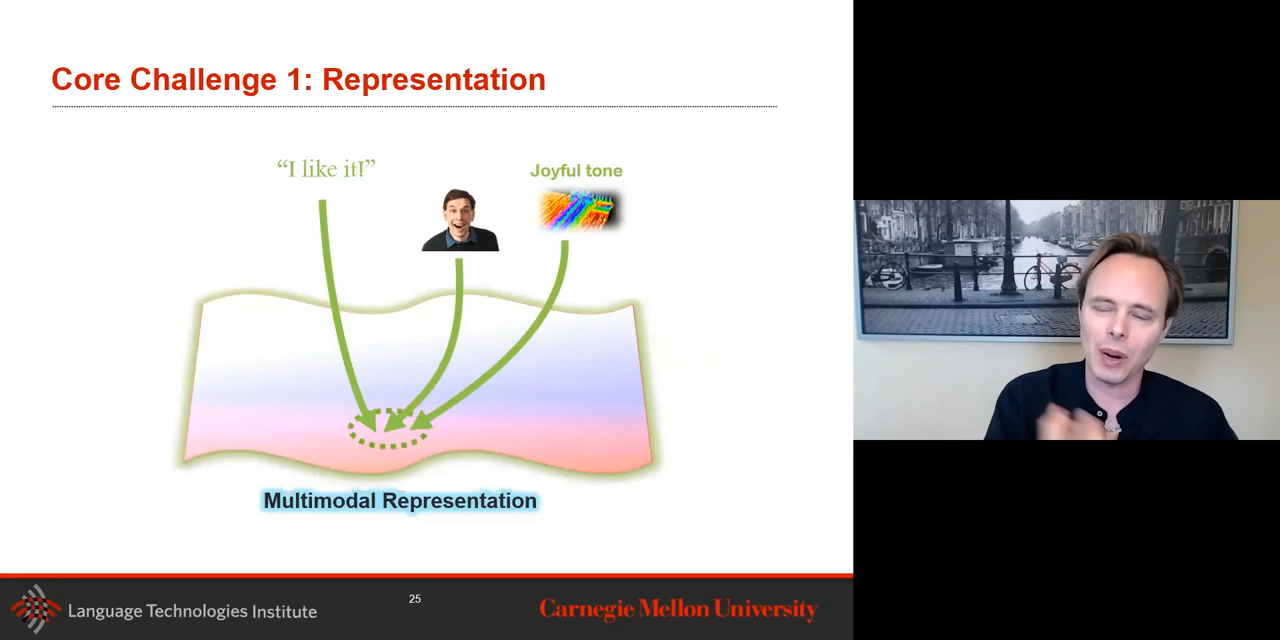 Core Challenge 1: Representation
“I like it!”
Joyful tone
Multimodal Representation
Language Technologies Institute
25
Carnegie Mellon University